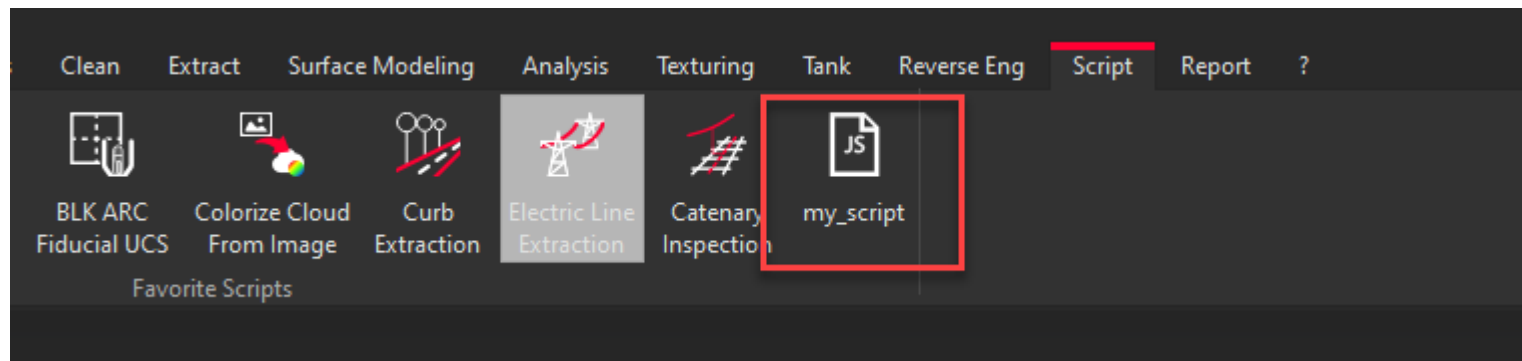 Clean Extract Surface Modeling Analysis Texturing Tank Reverse Eng Script Report ?
JS
BLK ARC Colorize Cloud Curb Electric Line Catenary my_script
Fiducial UCS From Image Extraction Extraction Inspection
Favorite Scripts